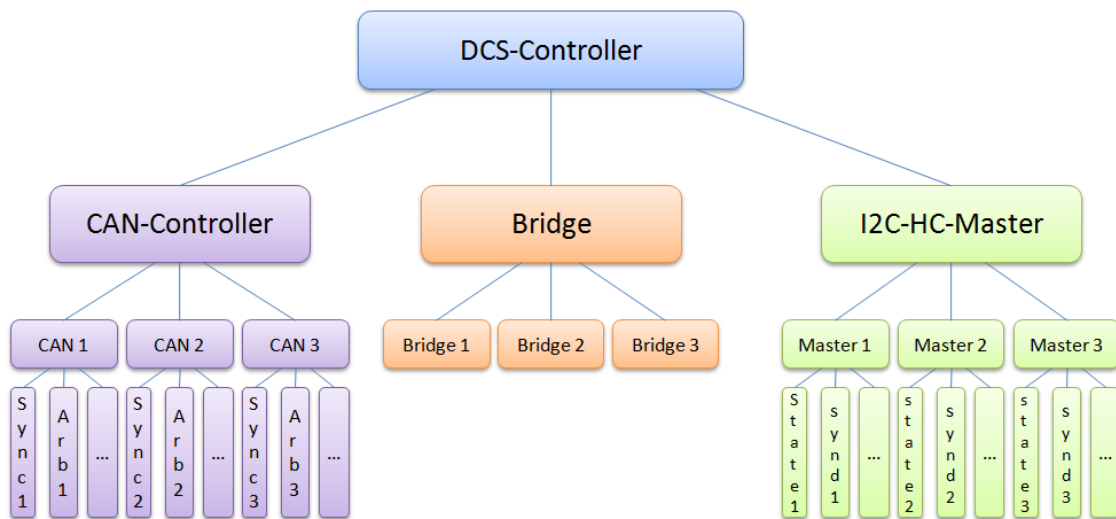 DCS-Controller
CAN-Controller
Bridge
I2C-HC-Master
CAN 1
CAN 2
CAN 3
Bridge 1
Bridge 2
Bridge 3
Master 1
Master 2
Master 3
Sync1
Arb1
...
Sync2
Arb2
...
Sync3
Arb3
...
State1
synd1
...
state2
synd2
...
state3
synd3
...